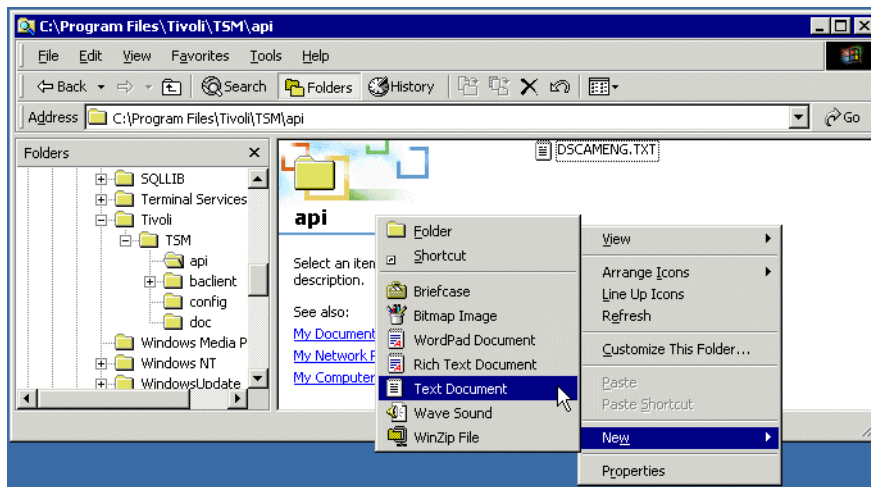 C:\Program Files\Tivoli\TSM\api
File Edit View Favorites Tools Help
Back Search Folders History
Address C:\Program Files\Tivoli\TSM\api Go
Folders
SQLLIB
Terminal Services
Tivoli
TSM
api
baclient
config
doc
Windows Media P
Windows NT
WindowsUpdate
DSCAMENG.TXT
api
Select an iten
description.
See also:
My Document
My Network P
My Computer
Folder
Shortcut
Briefcase
Bitmap Image
WordPad Document
Rich Text Document
Text Document
Wave Sound
WinZip File
View
Arrange Icons
Line Up Icons
Refresh
Customize This Folder...
Paste
Paste Shortcut
New
Properties